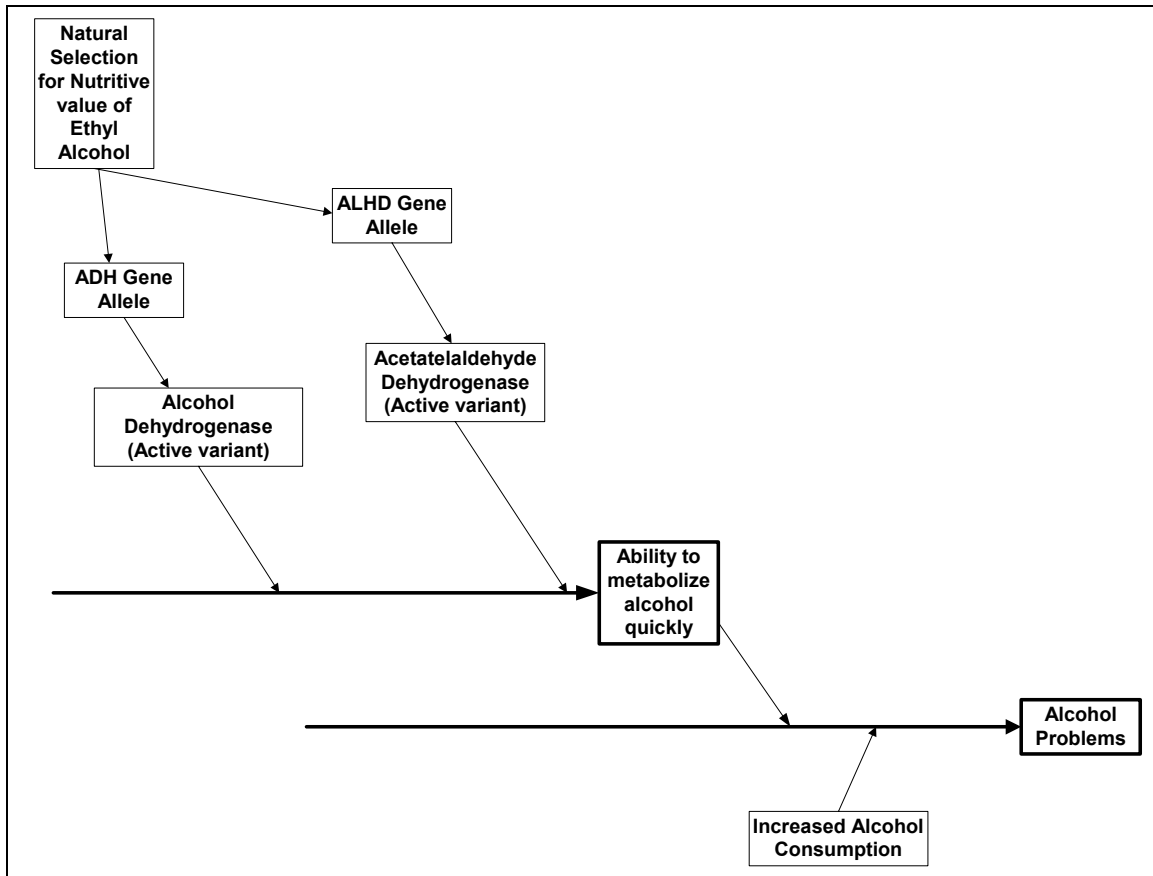 Natural
Selection
for Nutritive
value of
Ethyl
Alcohol
ALHD Gene
Allele
ADH Gene
Allele
Acetatelaldehyde
Dehydrogenase
(Active variant)
Alcohol
Dehydrogenase
(Active variant)
Ability to
metabolize
alcohol
quickly
Alcohol
Problems
Increased Alcohol
Consumption